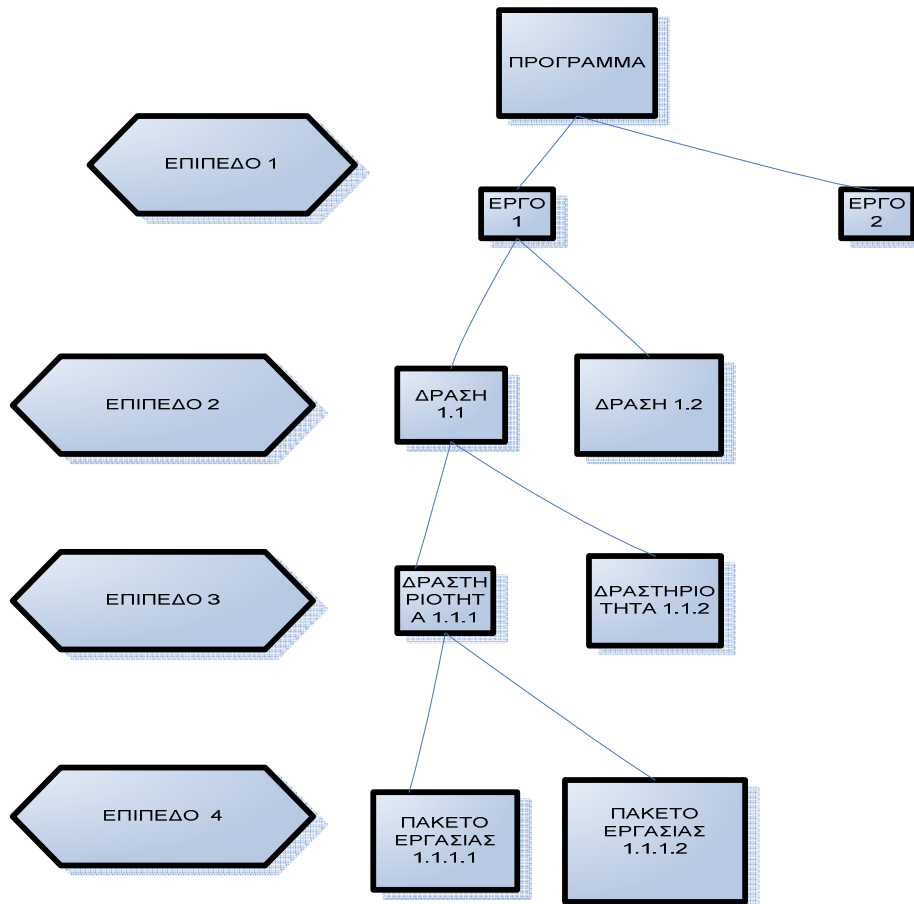 ΠΡΟΓΡΑΜΜΑ
ΕΠΙΠΕΔΟ 1
ΕΡΓΟ
1
ΕΡΓΟ
2
ΕΠΙΠΕΔΟ 2
ΔΡΑΣΗ
1.1
ΔΡΑΣΗ 1.2
ΕΠΙΠΕΔΟ 3
ΔΡΑΣΤΗ
ΡΙΟΤΗΤ
Α 1.1.1
ΔΡΑΣΤΗΡΙΟ
ΤΗΤΑ 1.1.2
ΕΠΙΠΕΔΟ 4
ΠΑΚΕΤΟ
ΕΡΓΑΣΙΑΣ
1.1.1.1
ΠΑΚΕΤΟ
ΕΡΓΑΣΙΑΣ
1.1.1.2